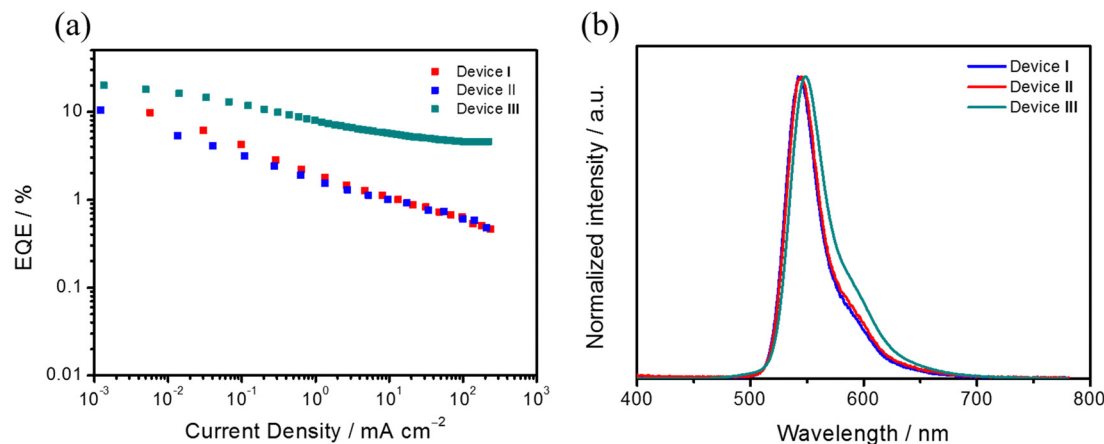 (a)
EQE / %
10
1
0.1
0.01
Device I
Device II
Device III
10⁻³ 10⁻² 10⁻¹ 10⁰ 10¹ 10² 10³
Current Density / mA cm⁻²
(b)
Normalized intensity / a.u.
Device I
Device II
Device III
400 500 600 700 800
Wavelength / nm